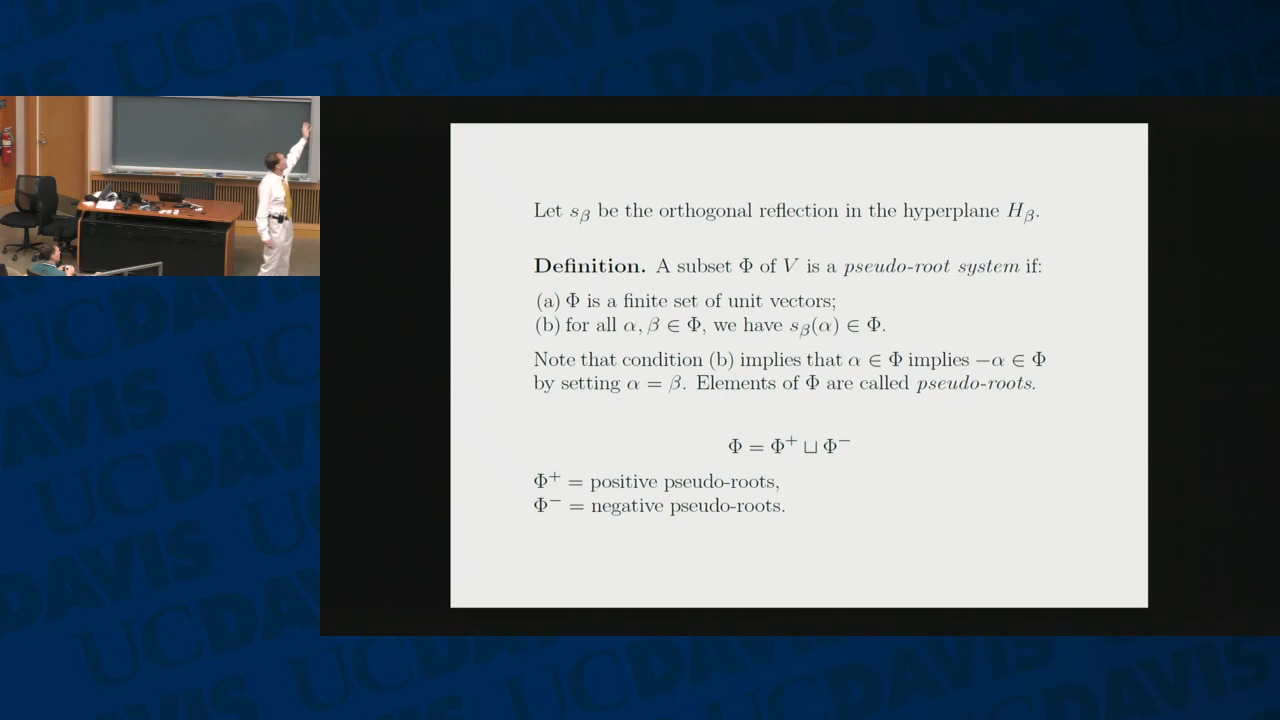 Let s_β be the orthogonal reflection in the hyperplane H_β.
Definition. A subset Φ of V is a pseudo-root system if:
(a) Φ is a finite set of unit vectors;
(b) for all α, β ∈ Φ, we have s_β(α) ∈ Φ.
Note that condition (b) implies that α ∈ Φ implies −α ∈ Φ
by setting α = β. Elements of Φ are called pseudo-roots.
Φ = Φ⁺ ⊔ Φ⁻
Φ⁺ = positive pseudo-roots,
Φ⁻ = negative pseudo-roots.
UCDAVIS